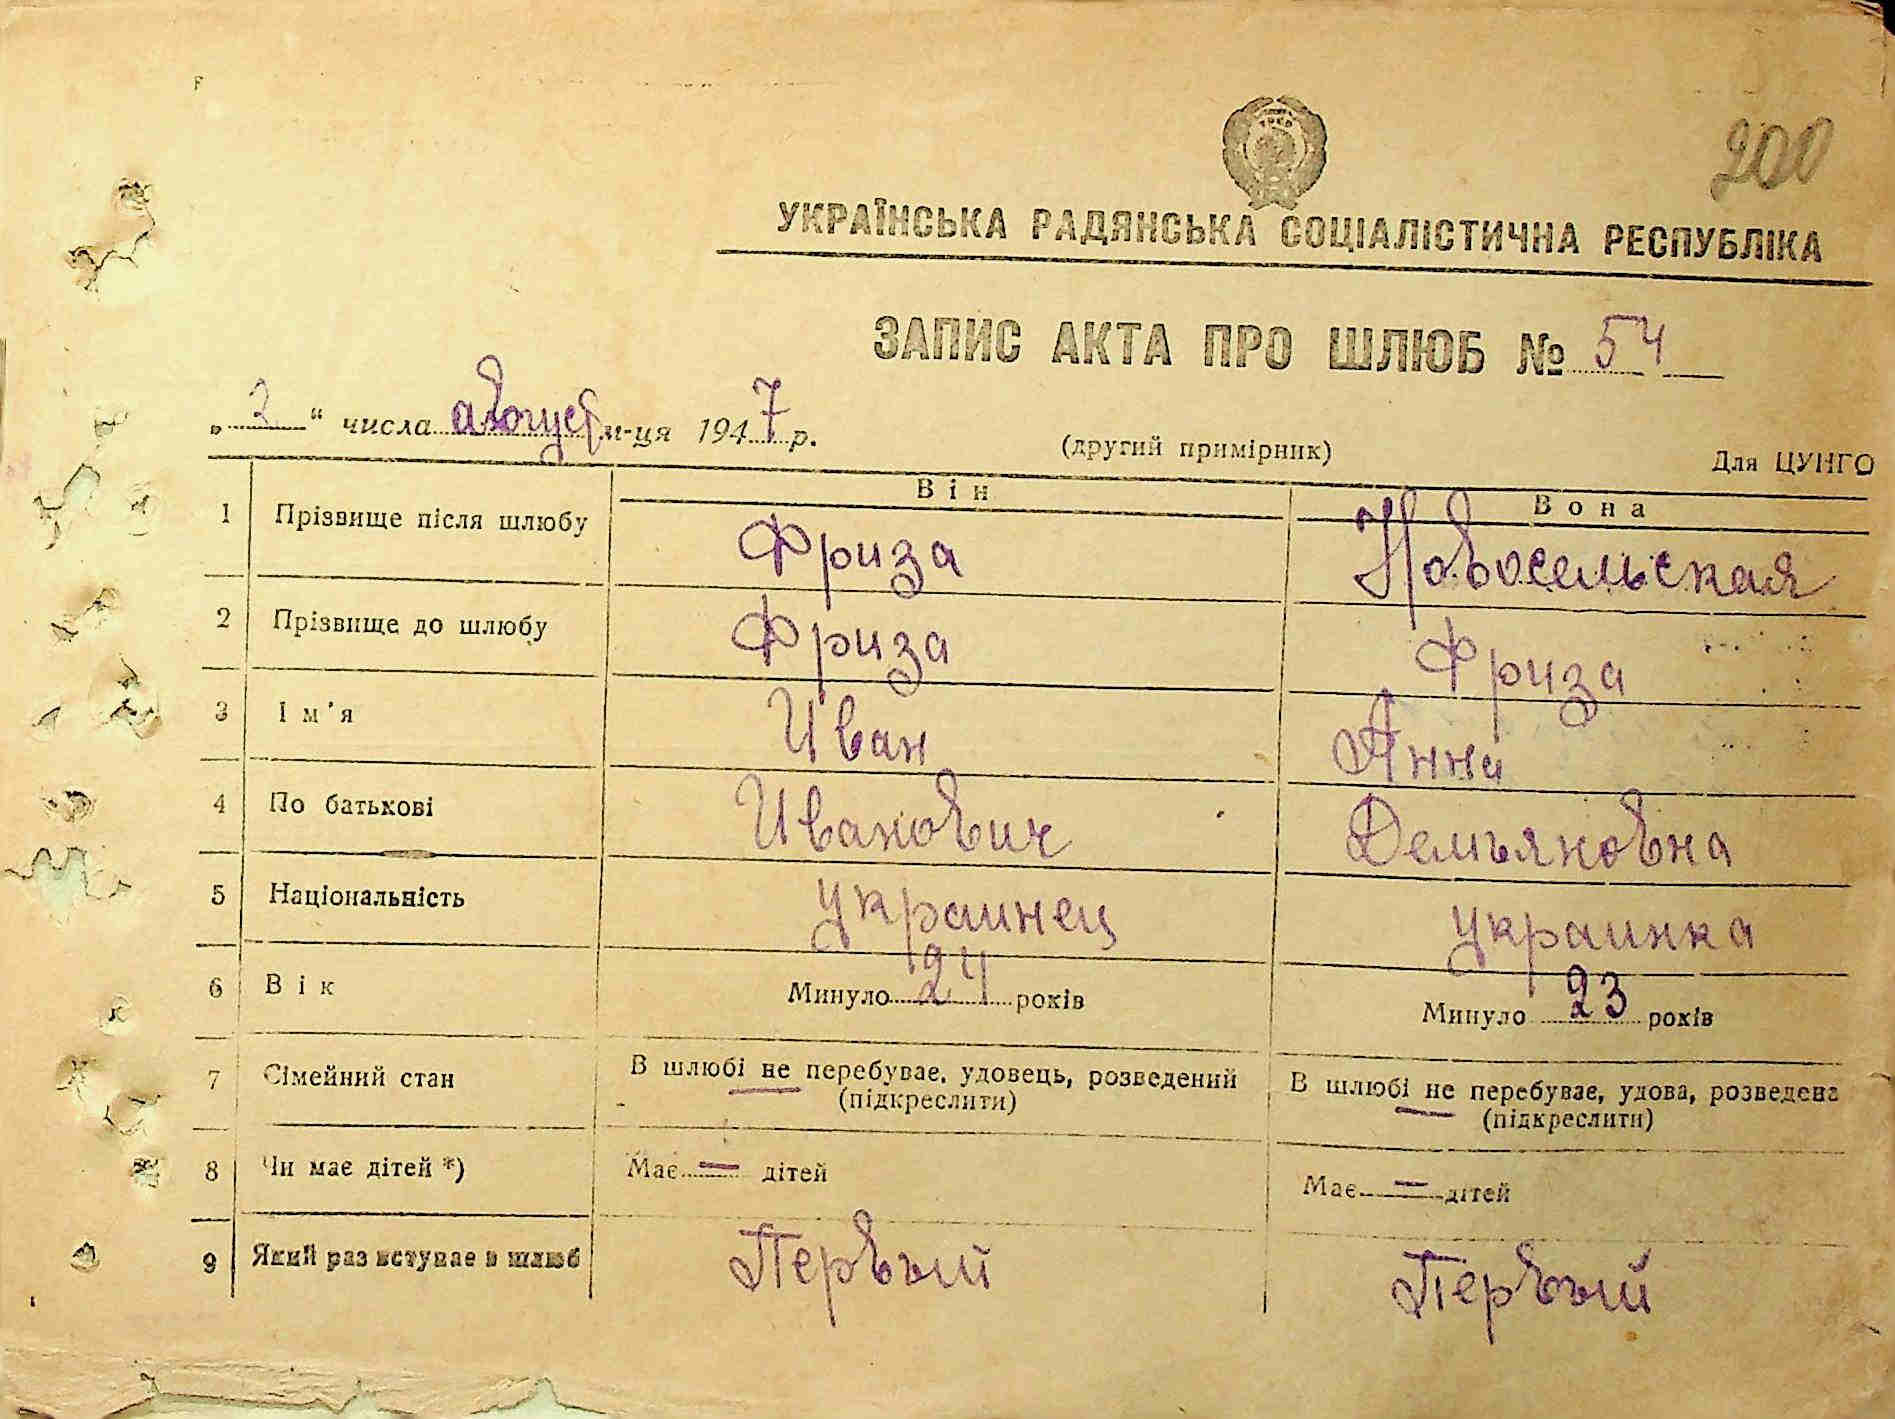 200
УКРАЇНСЬКА РАДЯНСЬКА СОЦІАЛІСТИЧНА РЕСПУБЛІКА
ЗАПИС АКТА ПРО ШЛЮБ № 54
„ 2 “ числа август м-ця 1947 р.
(другий примірник)
Для ЦУНГО
Він
Вона
1 Прізвище після шлюбу Фриза Новосельская
2 Прізвище до шлюбу Фриза Фриза
3 Ім'я Иван Анна
4 По батькові Иванович Демьяновна
5 Національність украинец украинка
6 Вік Минуло 24 років Минуло 23 років
7 Сімейний стан В шлюбі не перебуває, удовець, розведений В шлюбі не перебуває, удова, розведена
(підкреслити) (підкреслити)
8 Чи має дітей *) Має — дітей Має — дітей
9 Який раз вступає в шлюб Первый Первый